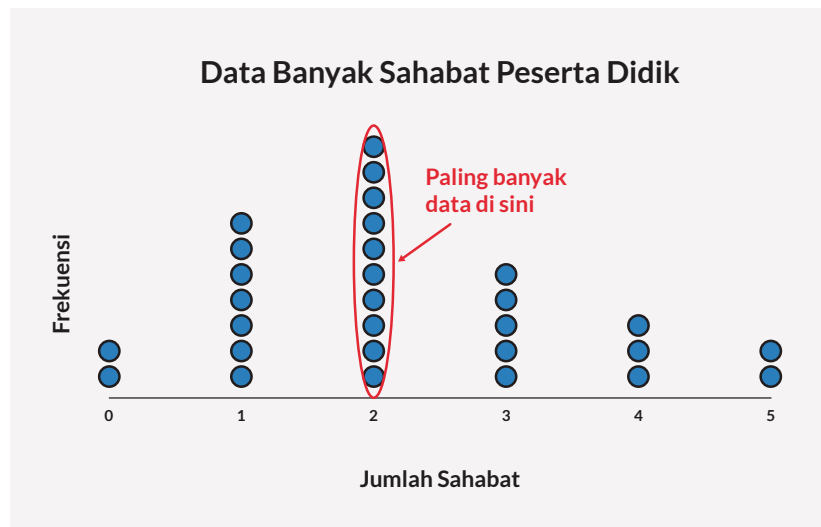 Data Banyak Sahabat Peserta Didik
Paling banyak
data di sini
Frekuensi
0 1 2 3 4 5
Jumlah Sahabat